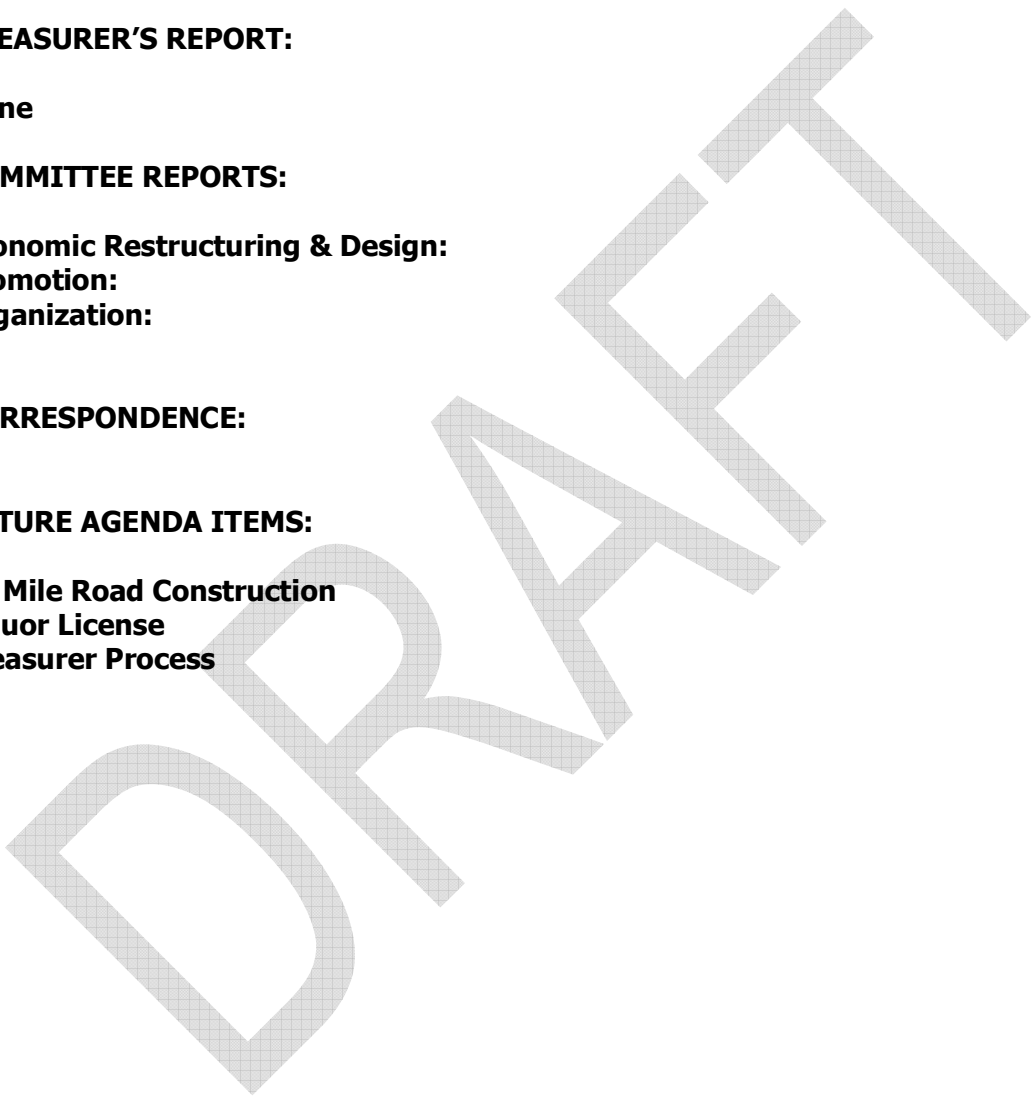 EASURER’S REPORT:
ne
MMITTEE REPORTS:
onomic Restructuring & Design:
omotion:
ganization:
RRESPONDENCE:
TURE AGENDA ITEMS:
Mile Road Construction
uor License
easurer Process
DRAFT